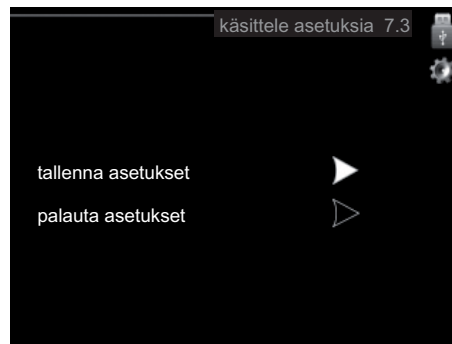 käsittele asetuksia 7.3
tallenna asetukset
palauta asetukset